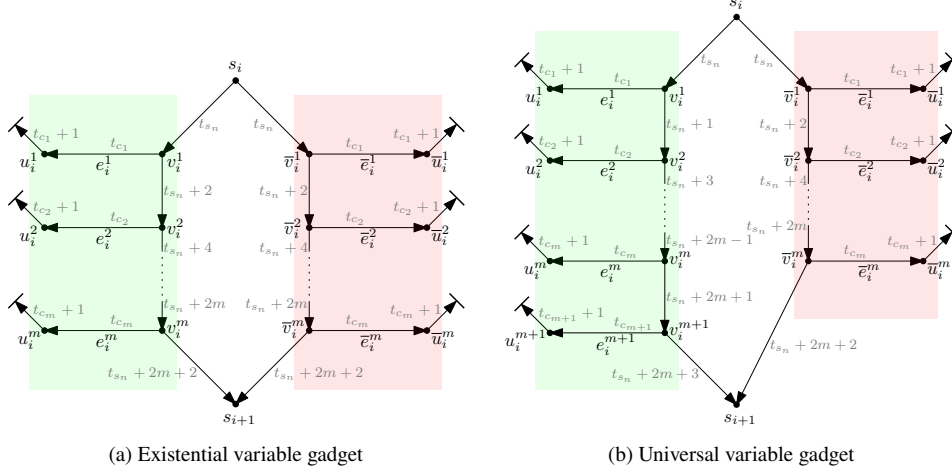 s_i
t_{s_n} t_{s_n}
t_{c_1} + 1 t_{c_1} t_{c_1} t_{c_1} + 1
u_i^1 e_i^1 v_i^1 \overline{v}_i^1 \overline{e}_i^1 \overline{u}_i^1
t_{s_n} + 2 t_{s_n} + 2
t_{c_2} + 1 t_{c_2} t_{c_2} t_{c_2} + 1
u_i^2 e_i^2 v_i^2 \overline{v}_i^2 \overline{e}_i^2 \overline{u}_i^2
t_{s_n} + 4 t_{s_n} + 4
t_{s_n} + 2m t_{s_n} + 2m
t_{c_m} + 1 t_{c_m} t_{c_m} t_{c_m} + 1
u_i^m e_i^m v_i^m \overline{v}_i^m \overline{e}_i^m \overline{u}_i^m
t_{s_n} + 2m + 2 t_{s_n} + 2m + 2
s_{i+1}
(a) Existential variable gadget
s_i
t_{s_n} t_{s_n}
t_{c_1} + 1 t_{c_1} t_{c_1} t_{c_1} + 1
u_i^1 e_i^1 v_i^1 \overline{v}_i^1 \overline{e}_i^1 \overline{u}_i^1
t_{s_n} + 1 t_{s_n} + 2
t_{c_2} + 1 t_{c_2} t_{c_2} t_{c_2} + 1
u_i^2 e_i^2 v_i^2 \overline{v}_i^2 \overline{e}_i^2 \overline{u}_i^2
t_{s_n} + 3 t_{s_n} + 4
t_{s_n} + 2m − 1 t_{s_n} + 2m
t_{c_m} + 1 t_{c_m} t_{c_m} t_{c_m} + 1
u_i^m e_i^m v_i^m \overline{v}_i^m \overline{e}_i^m \overline{u}_i^m
t_{s_n} + 2m + 1
t_{c_{m+1}} + 1 t_{c_{m+1}}
u_i^{m+1} e_i^{m+1} v_i^{m+1}
t_{s_n} + 2m + 2
t_{s_n} + 2m + 3
s_{i+1}
(b) Universal variable gadget